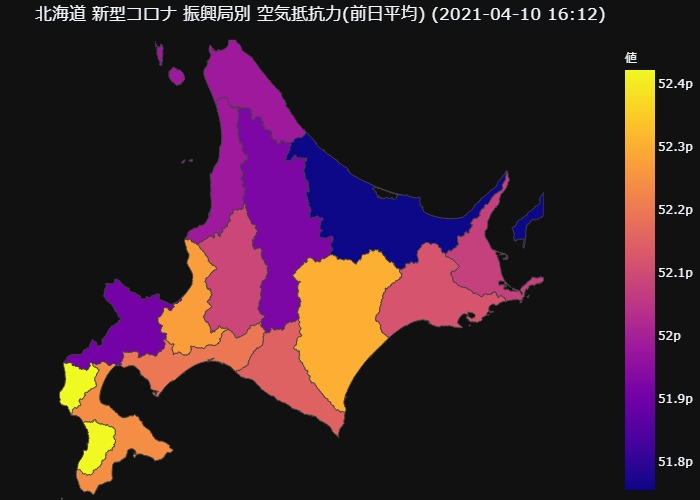 北海道 新型コロナ 振興局別 空気抵抗力(前日平均) (2021-04-10 16:12)
値
52.4p
52.3p
52.2p
52.1p
52p
51.9p
51.8p